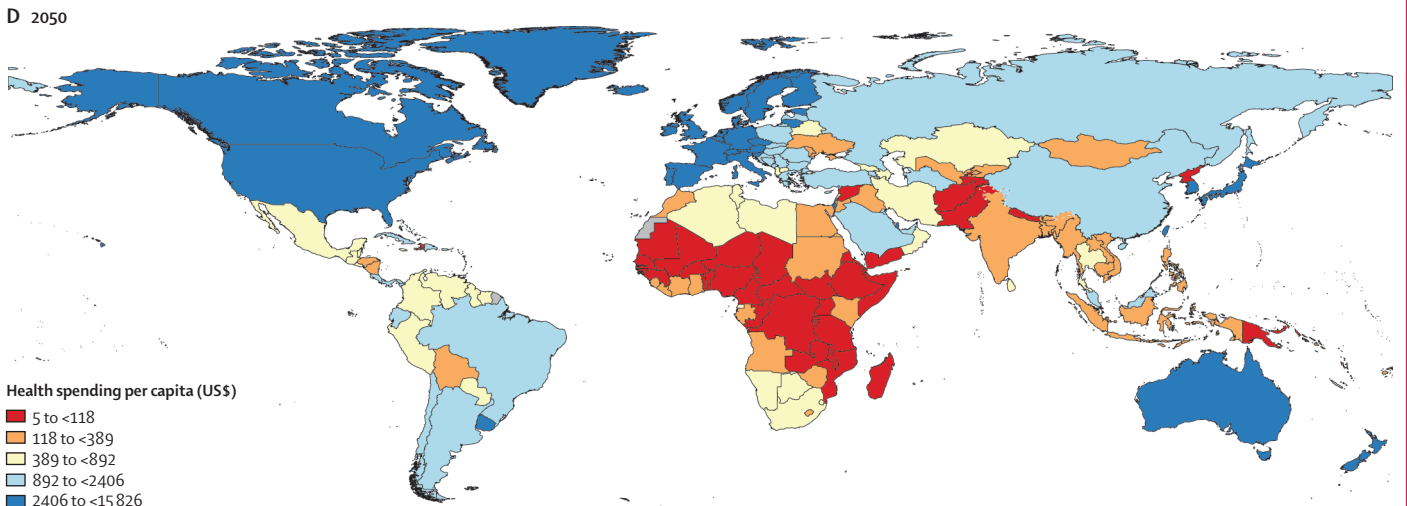 D 2050
Health spending per capita (US$)
5 to <118
118 to <389
389 to <892
892 to <2406
2406 to <15 826